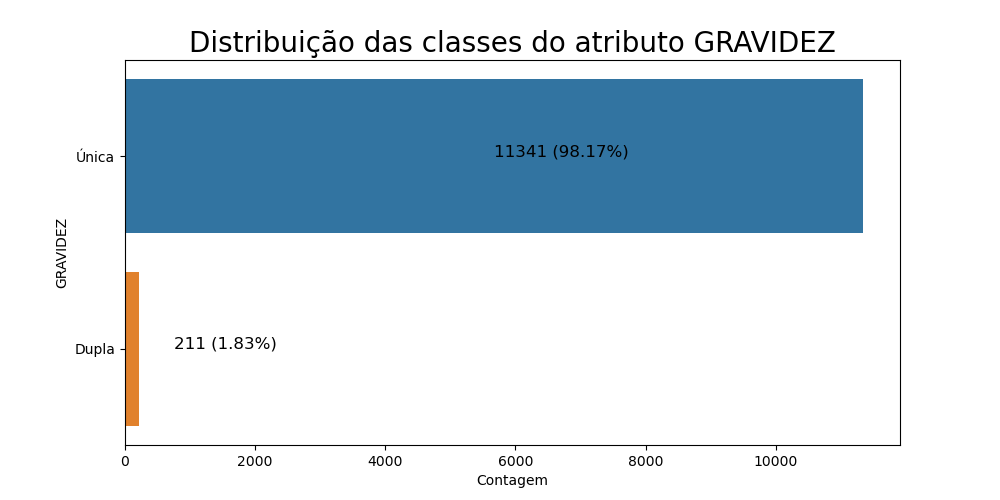 Distribuição das classes do atributo GRAVIDEZ
Única
11341 (98.17%)
GRAVIDEZ
Dupla
211 (1.83%)
0
2000
4000
6000
8000
10000
Contagem